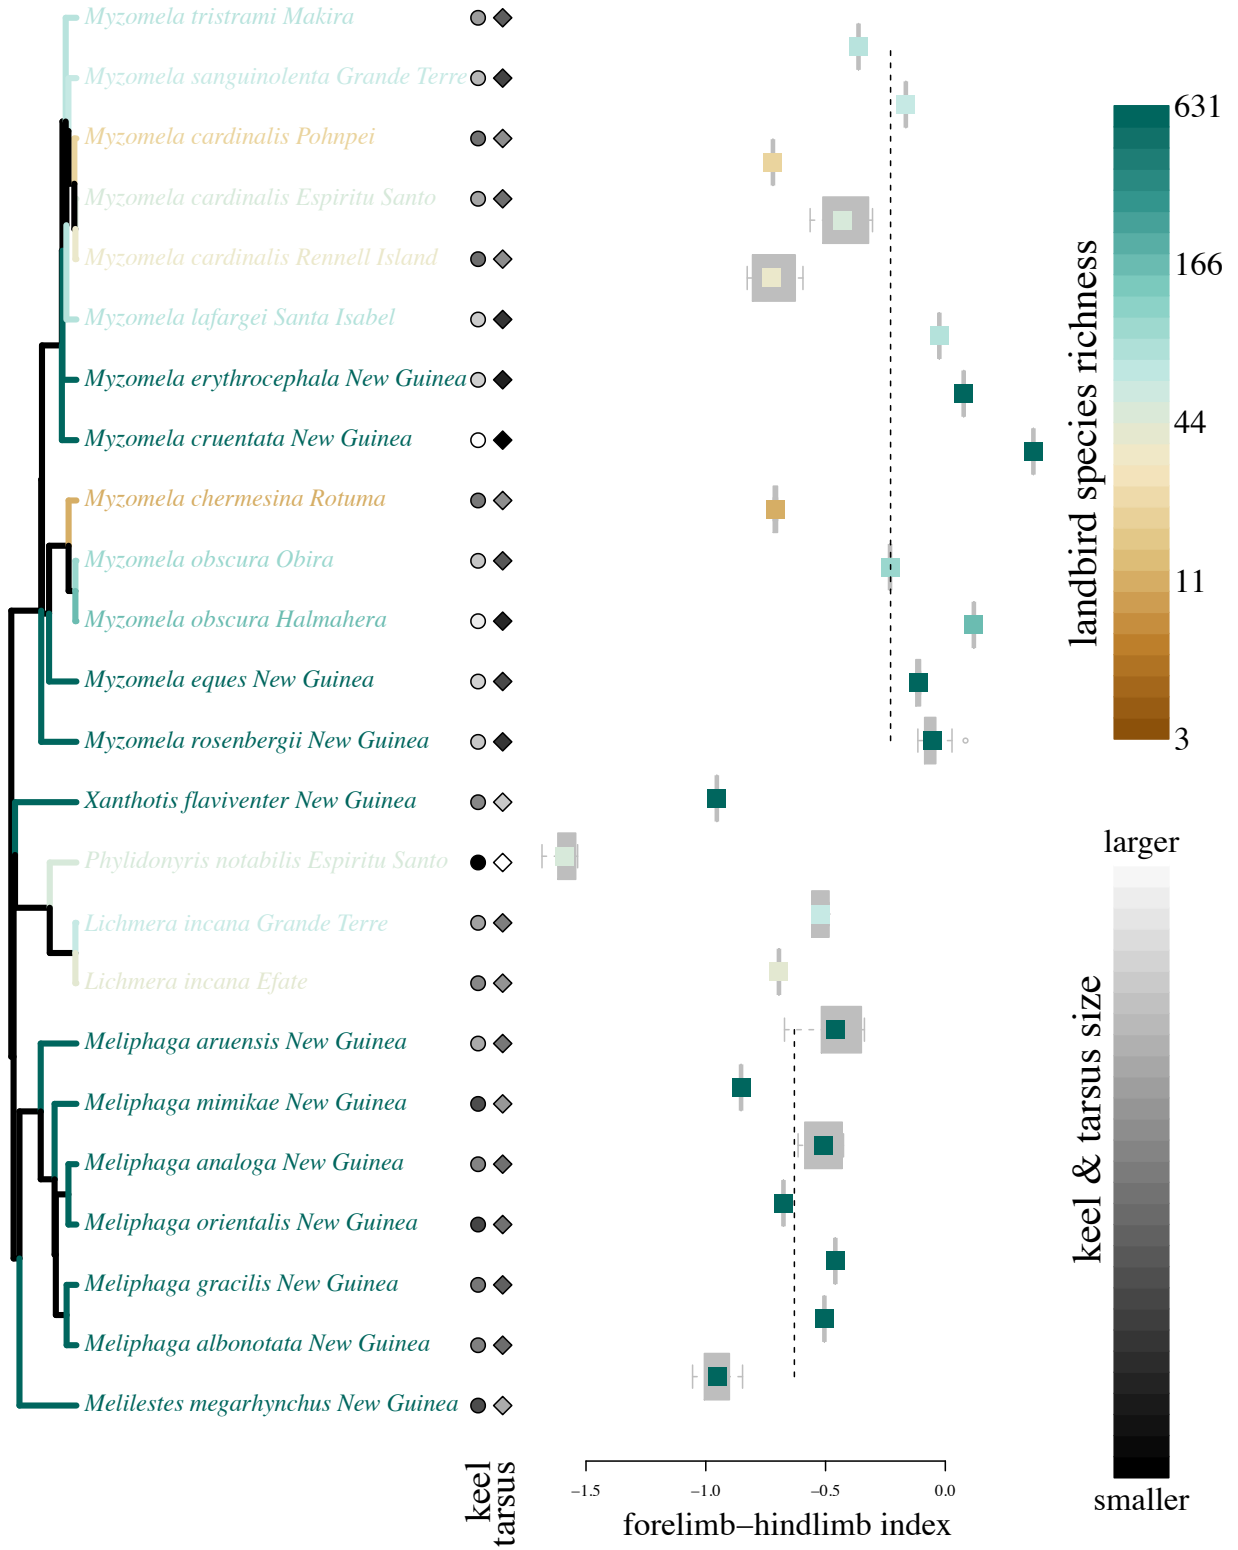 Myzomela tristrami Makira
Myzomela sanguinolenta Grande Terre
Myzomela cardinalis Pohnpei
Myzomela cardinalis Espiritu Santo
Myzomela cardinalis Rennell Island
Myzomela lafargei Santa Isabel
Myzomela erythrocephala New Guinea
Myzomela cruentata New Guinea
Myzomela chermesina Rotuma
Myzomela obscura Obira
Myzomela obscura Halmahera
Myzomela eques New Guinea
Myzomela rosenbergii New Guinea
Xanthotis flaviventer New Guinea
Phylidonyris notabilis Espiritu Santo
Lichmera incana Grande Terre
Lichmera incana Efate
Meliphaga aruensis New Guinea
Meliphaga mimikae New Guinea
Meliphaga analoga New Guinea
Meliphaga orientalis New Guinea
Meliphaga gracilis New Guinea
Meliphaga albonotata New Guinea
Melilestes megarhynchus New Guinea
keel
tarsus
−1.5
−1.0
−0.5
0.0
forelimb−hindlimb index
landbird species richness
631
166
44
11
3
larger
keel & tarsus size
smaller